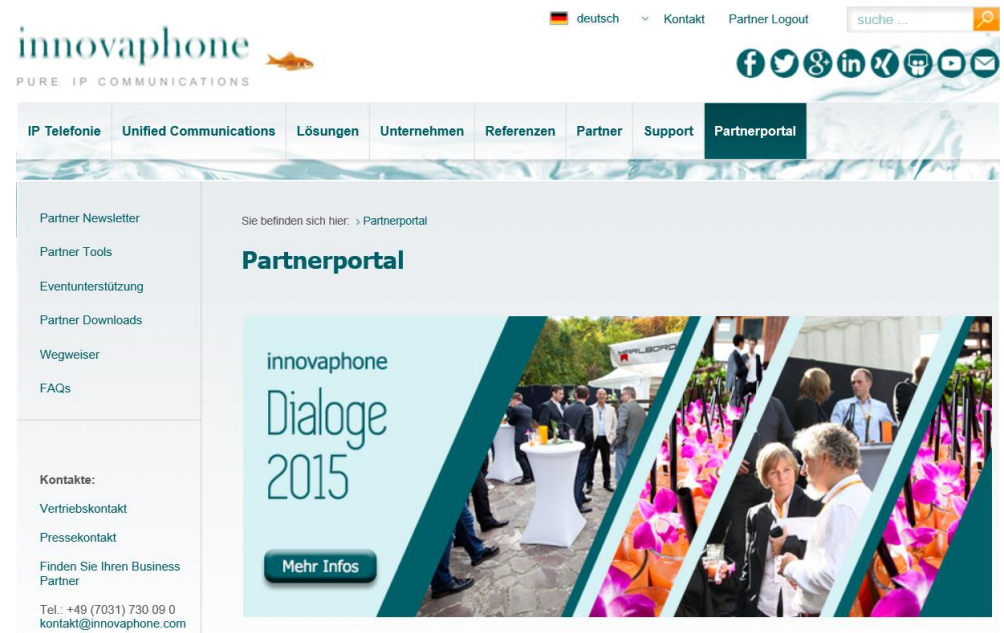 deutsch
Kontakt
Partner Logout
suche ...
innovaphone
PURE IP COMMUNICATIONS
IP Telefonie
Unified Communications
Lösungen
Unternehmen
Referenzen
Partner
Support
Partnerportal
Partner Newsletter
Partner Tools
Eventunterstützung
Partner Downloads
Wegweiser
FAQs
Kontakte:
Vertriebskontakt
Pressekontakt
Finden Sie Ihren Business
Partner
Tel.: +49 (7031) 730 09 0
kontakt@innovaphone.com
Sie befinden sich hier: › Partnerportal
Partnerportal
innovaphone
Dialoge
2015
Mehr Infos
MARLBORO